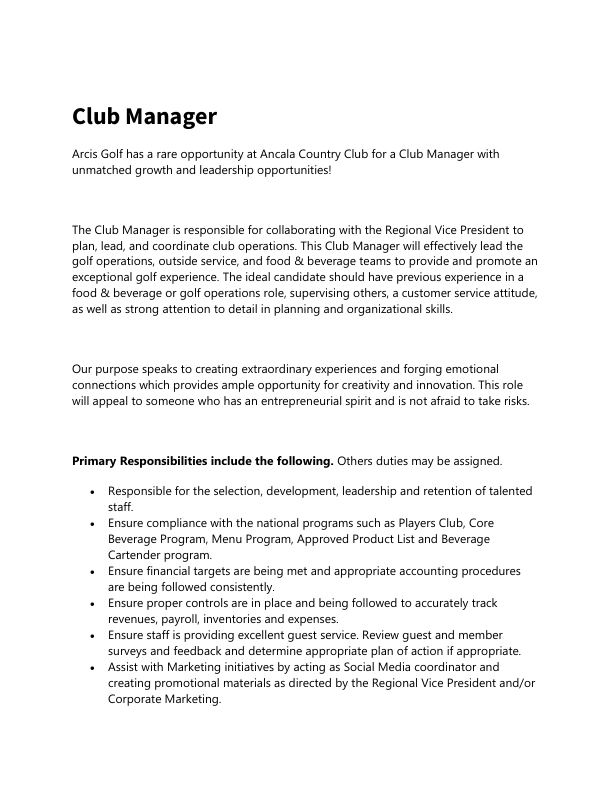 Club Manager
Arcis Golf has a rare opportunity at Ancala Country Club for a Club Manager with
unmatched growth and leadership opportunities!
The Club Manager is responsible for collaborating with the Regional Vice President to
plan, lead, and coordinate club operations. This Club Manager will effectively lead the
golf operations, outside service, and food & beverage teams to provide and promote an
exceptional golf experience. The ideal candidate should have previous experience in a
food & beverage or golf operations role, supervising others, a customer service attitude,
as well as strong attention to detail in planning and organizational skills.
Our purpose speaks to creating extraordinary experiences and forging emotional
connections which provides ample opportunity for creativity and innovation. This role
will appeal to someone who has an entrepreneurial spirit and is not afraid to take risks.
Primary Responsibilities include the following. Others duties may be assigned.
• Responsible for the selection, development, leadership and retention of talented
staff.
• Ensure compliance with the national programs such as Players Club, Core
Beverage Program, Menu Program, Approved Product List and Beverage
Cartender program.
• Ensure financial targets are being met and appropriate accounting procedures
are being followed consistently.
• Ensure proper controls are in place and being followed to accurately track
revenues, payroll, inventories and expenses.
• Ensure staff is providing excellent guest service. Review guest and member
surveys and feedback and determine appropriate plan of action if appropriate.
• Assist with Marketing initiatives by acting as Social Media coordinator and
creating promotional materials as directed by the Regional Vice President and/or
Corporate Marketing.